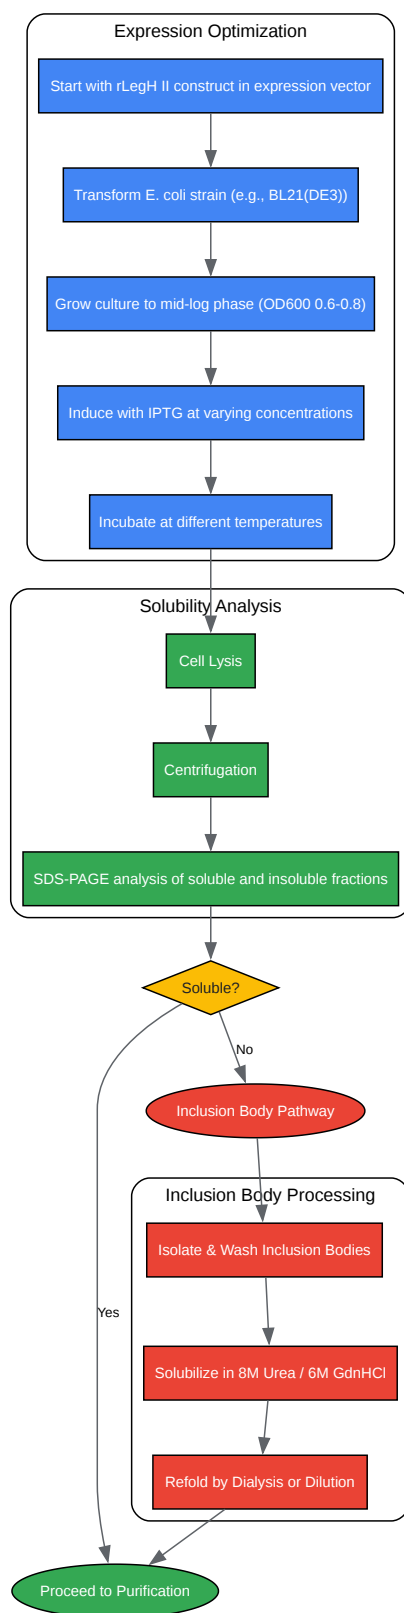 Expression Optimization
Start with rLegH II construct in expression vector
Transform E. coli strain (e.g., BL21(DE3))
Grow culture to mid-log phase (OD600 0.6-0.8)
Induce with IPTG at varying concentrations
Incubate at different temperatures
Solubility Analysis
Cell Lysis
Centrifugation
SDS-PAGE analysis of soluble and insoluble fractions
Soluble?
No
Inclusion Body Pathway
Inclusion Body Processing
Isolate & Wash Inclusion Bodies
Yes
Solubilize in 8M Urea / 6M GdnHCl
Refold by Dialysis or Dilution
Proceed to Purification